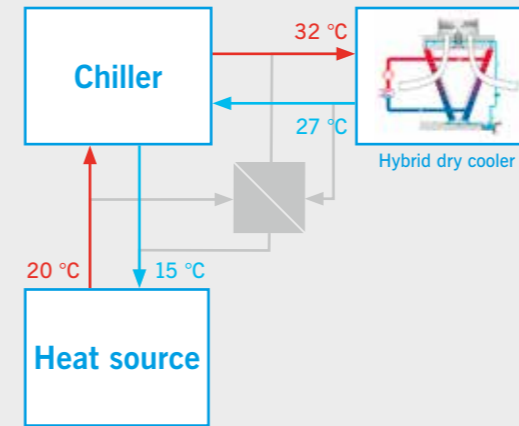 32 °C
Chiller
27 °C
Hybrid dry cooler
20 °C
15 °C
Heat source